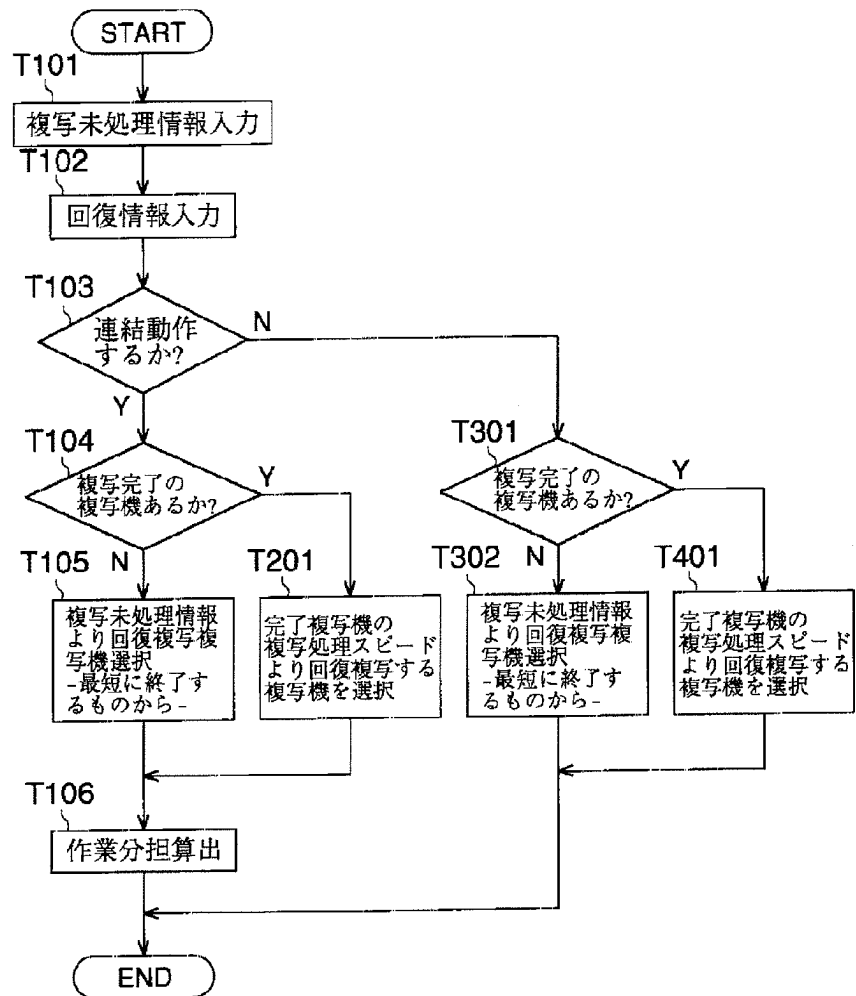 START
T101
複写未処理情報入力
T102
回復情報入力
T103
連結動作
するか?
N
Y
T104
複写完了の
複写機あるか?
Y
N
T301
複写完了の
複写機あるか?
Y
N
T105
複写未処理情報
より回復複写複
写機選択
-最短に終了す
るものから-
T201
完了複写機の
複写処理スピード
より回復複写する
複写機を選択
T302
複写未処理情報
より回復複写複
写機選択
-最短に終了す
るものから-
T401
完了複写機の
複写処理スピード
より回復複写する
複写機を選択
T106
作業分担算出
END